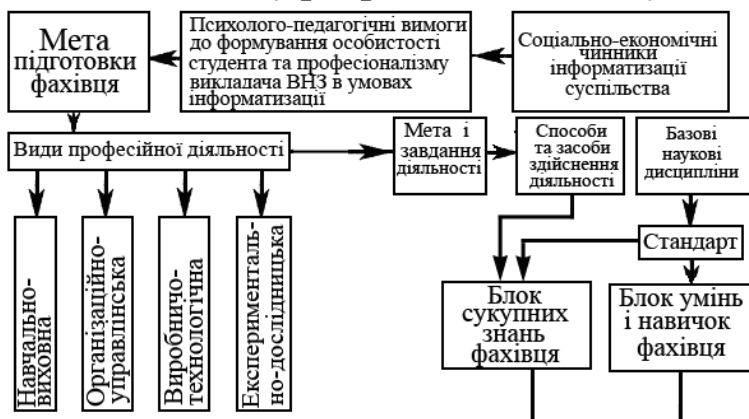 Мета
підготовки
фахівця
Психолого-педагогічні вимоги
до формування особистості
студента та професіоналізму
викладача ВНЗ в умовах
інформатизації
Соціально-економічні
чинники
інформатизації
суспільства
Види професійної діяльності
Мета і
завдання
діяльності
Способи
та засоби
здійснення
діяльності
Базові
наукові
дисципліни
Стандарт
Навчально-
виховна
Організаційно-
управлінська
Виробничо-
технологічна
Експерименталь-
но-дослідницька
Блок
сукупних
знань
фахівця
Блок умінь
і навичок
фахівця